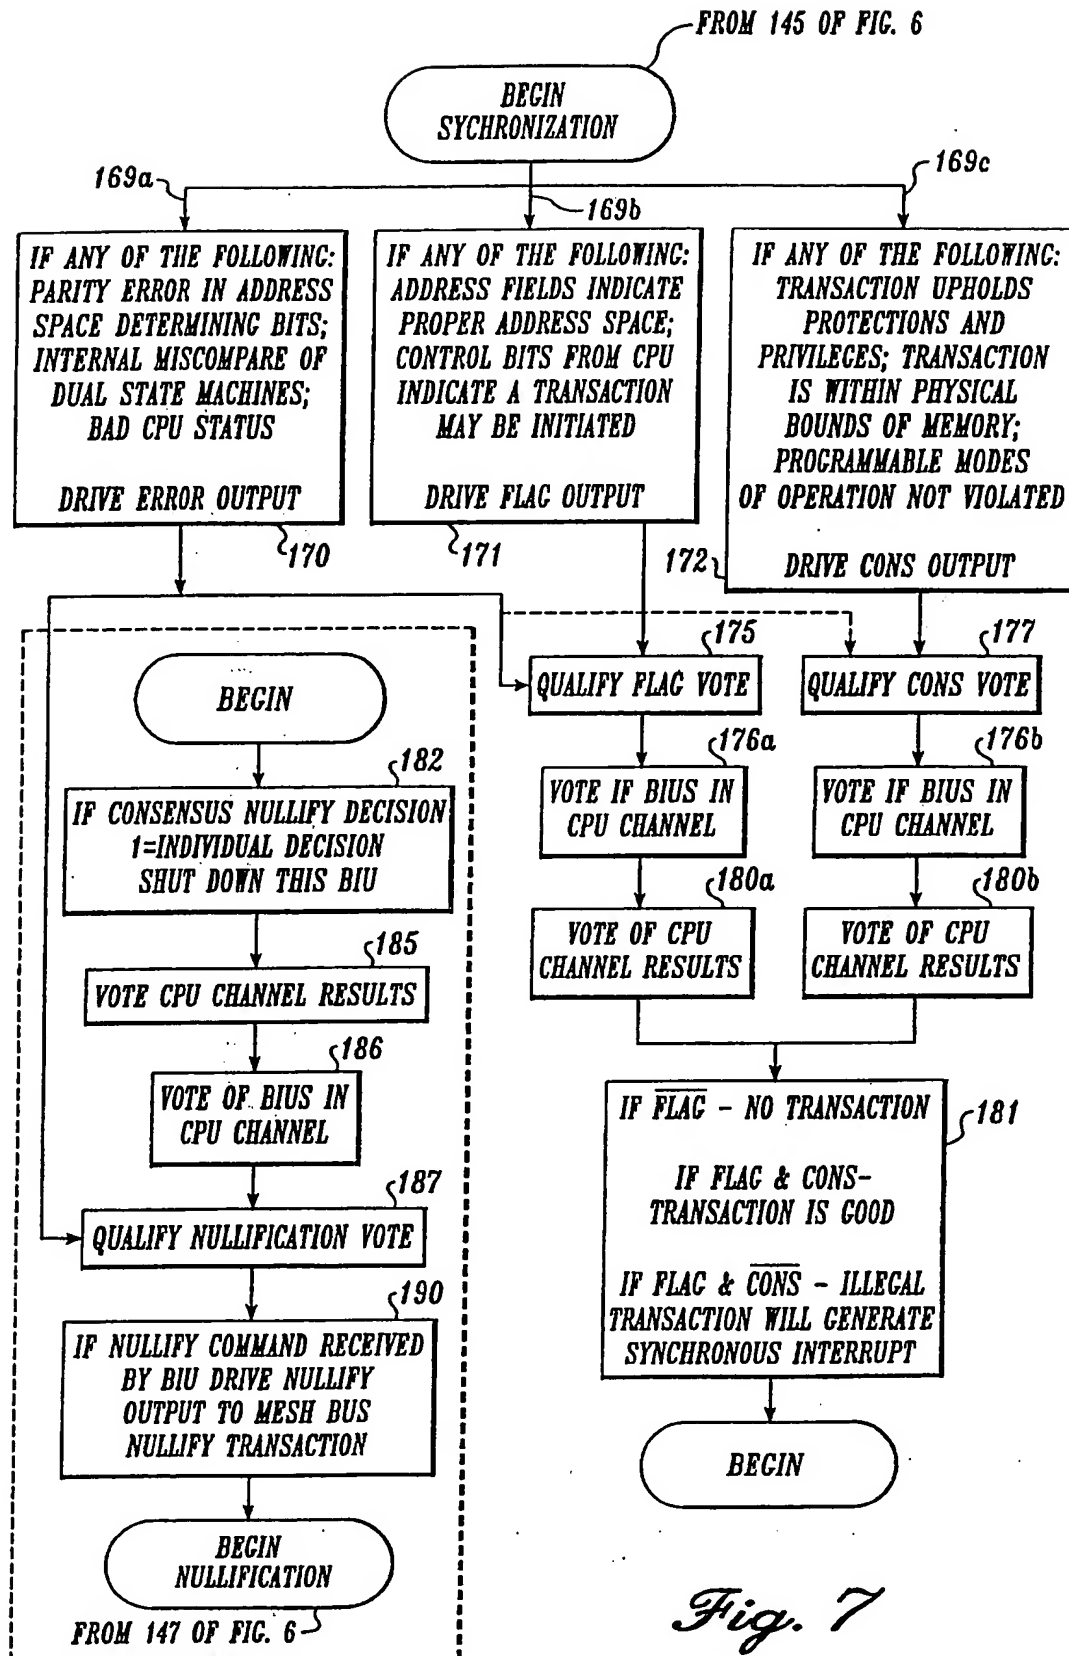 FROM 145 OF FIG. 6
BEGIN
SYCHRONIZATION
169a
169b
169c
IF ANY OF THE FOLLOWING:
PARITY ERROR IN ADDRESS
SPACE DETERMINING BITS;
INTERNAL MISCOMPARE OF
DUAL STATE MACHINES;
BAD CPU STATUS
DRIVE ERROR OUTPUT
170
IF ANY OF THE FOLLOWING:
ADDRESS FIELDS INDICATE
PROPER ADDRESS SPACE;
CONTROL BITS FROM CPU
INDICATE A TRANSACTION
MAY BE INITIATED
DRIVE FLAG OUTPUT
171
IF ANY OF THE FOLLOWING:
TRANSACTION UPHOLDS
PROTECTIONS AND
PRIVILEGES; TRANSACTION
IS WITHIN PHYSICAL
BOUNDS OF MEMORY;
PROGRAMMABLE MODES
OF OPERATION NOT VIOLATED
DRIVE CONS OUTPUT
172
BEGIN
182
IF CONSENSUS NULLIFY DECISION
1=INDIVIDUAL DECISION
SHUT DOWN THIS BIU
185
VOTE CPU CHANNEL RESULTS
186
VOTE OF BIUS IN
CPU CHANNEL
187
QUALIFY NULLIFICATION VOTE
190
IF NULLIFY COMMAND RECEIVED
BY BIU DRIVE NULLIFY
OUTPUT TO MESH BUS
NULLIFY TRANSACTION
BEGIN
NULLIFICATION
FROM 147 OF FIG. 6
175
QUALIFY FLAG VOTE
176a
VOTE IF BIUS IN
CPU CHANNEL
180a
VOTE OF CPU
CHANNEL RESULTS
177
QUALIFY CONS VOTE
176b
VOTE IF BIUS IN
CPU CHANNEL
180b
VOTE OF CPU
CHANNEL RESULTS
181
IF F̅L̅A̅G̅ - NO TRANSACTION
IF FLAG & CONS-
TRANSACTION IS GOOD
IF FLAG & C̅O̅N̅S̅ - ILLEGAL
TRANSACTION WILL GENERATE
SYNCHRONOUS INTERRUPT
BEGIN
Fig. 7